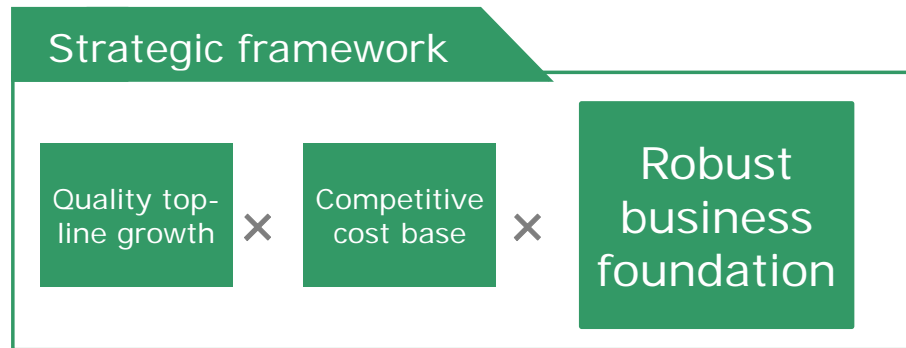 Strategic framework
Quality top-
line growth
×
Competitive
cost base
×
Robust
business
foundation